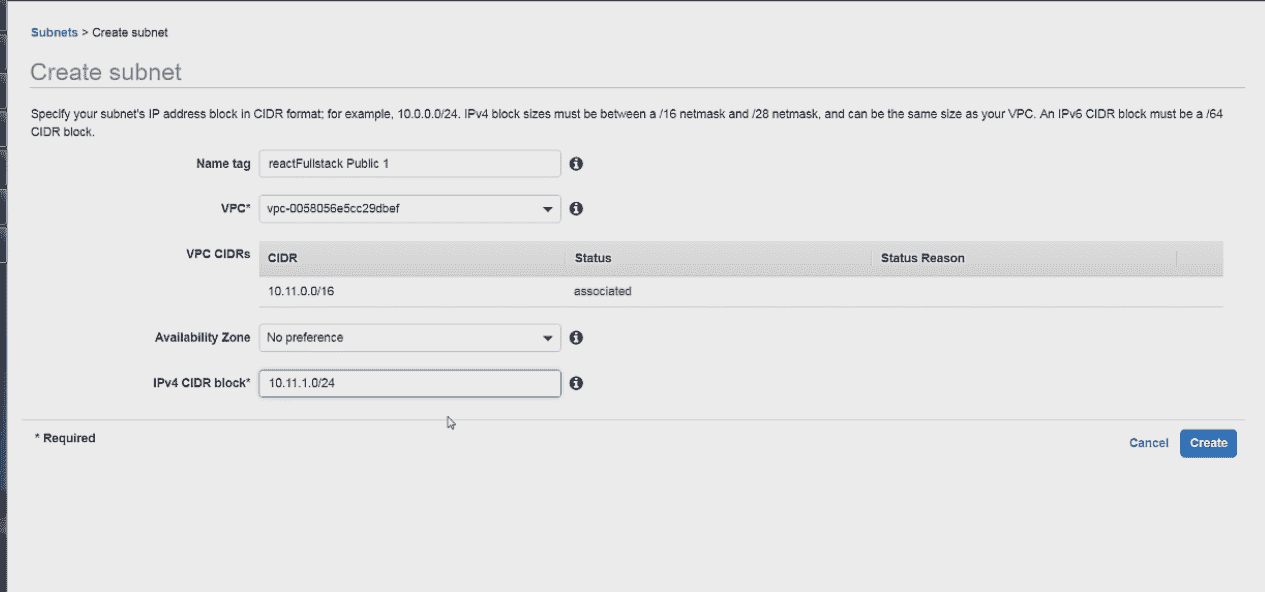 Subnets > Create subnet
Create subnet
Specify your subnet's IP address block in CIDR format; for example, 10.0.0.0/24. IPv4 block sizes must be between a /16 netmask and /28 netmask, and can be the same size as your VPC. An IPv6 CIDR block must be a /64
CIDR block.
Name tag reactFullstack Public 1
VPC* vpc-0058056e5cc29dbef
VPC CIDRs CIDR Status Status Reason
10.11.0.0/16 associated
Availability Zone No preference
IPv4 CIDR block* 10.11.1.0/24
* Required
Cancel Create